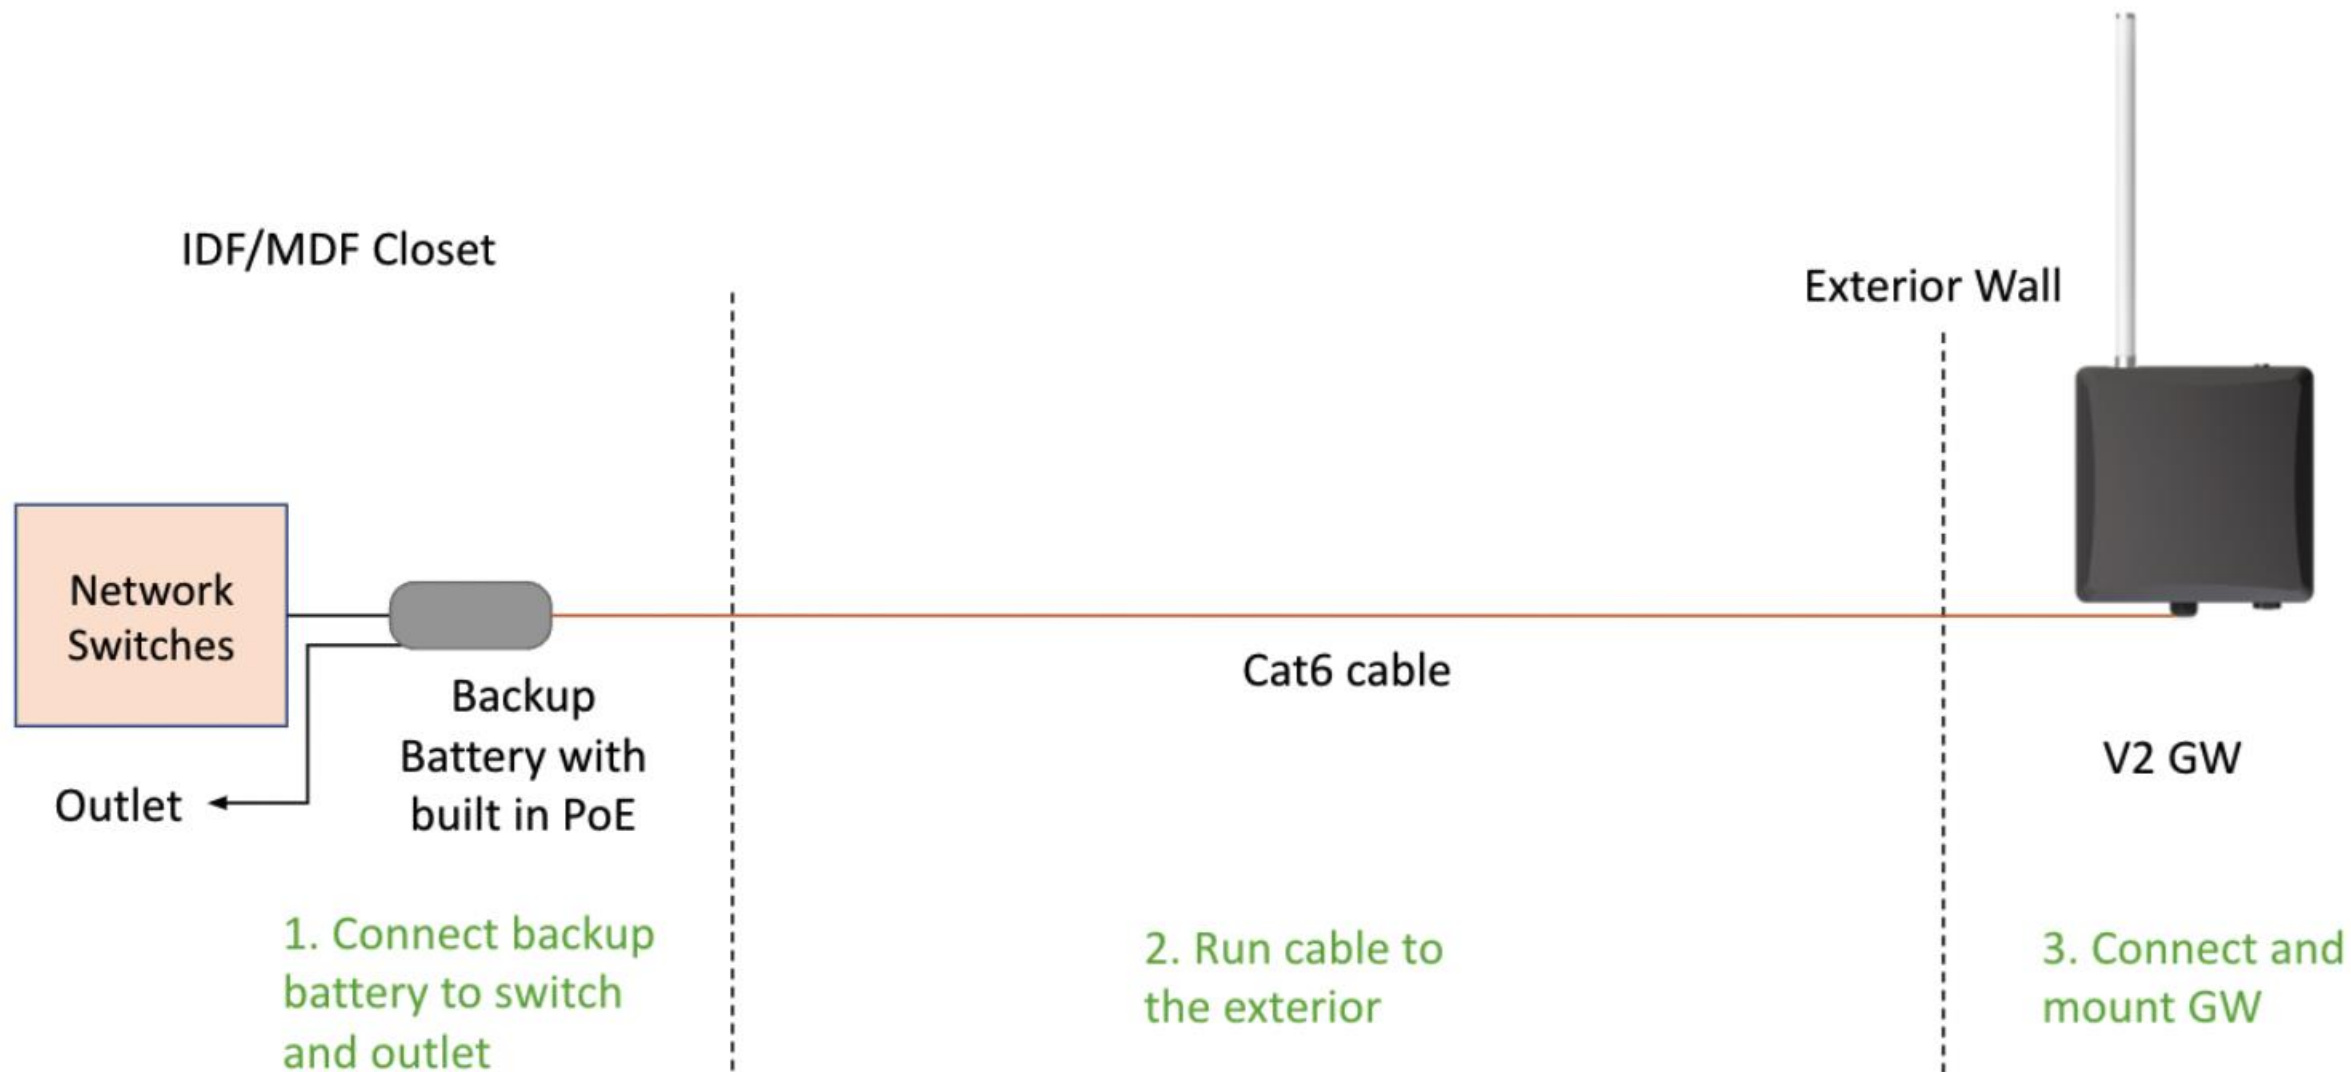 IDF/MDF Closet
Exterior Wall
Network
Switches
Backup
Battery with
built in PoE
Outlet
Cat6 cable
V2 GW
1. Connect backup
battery to switch
and outlet
2. Run cable to
the exterior
3. Connect and
mount GW